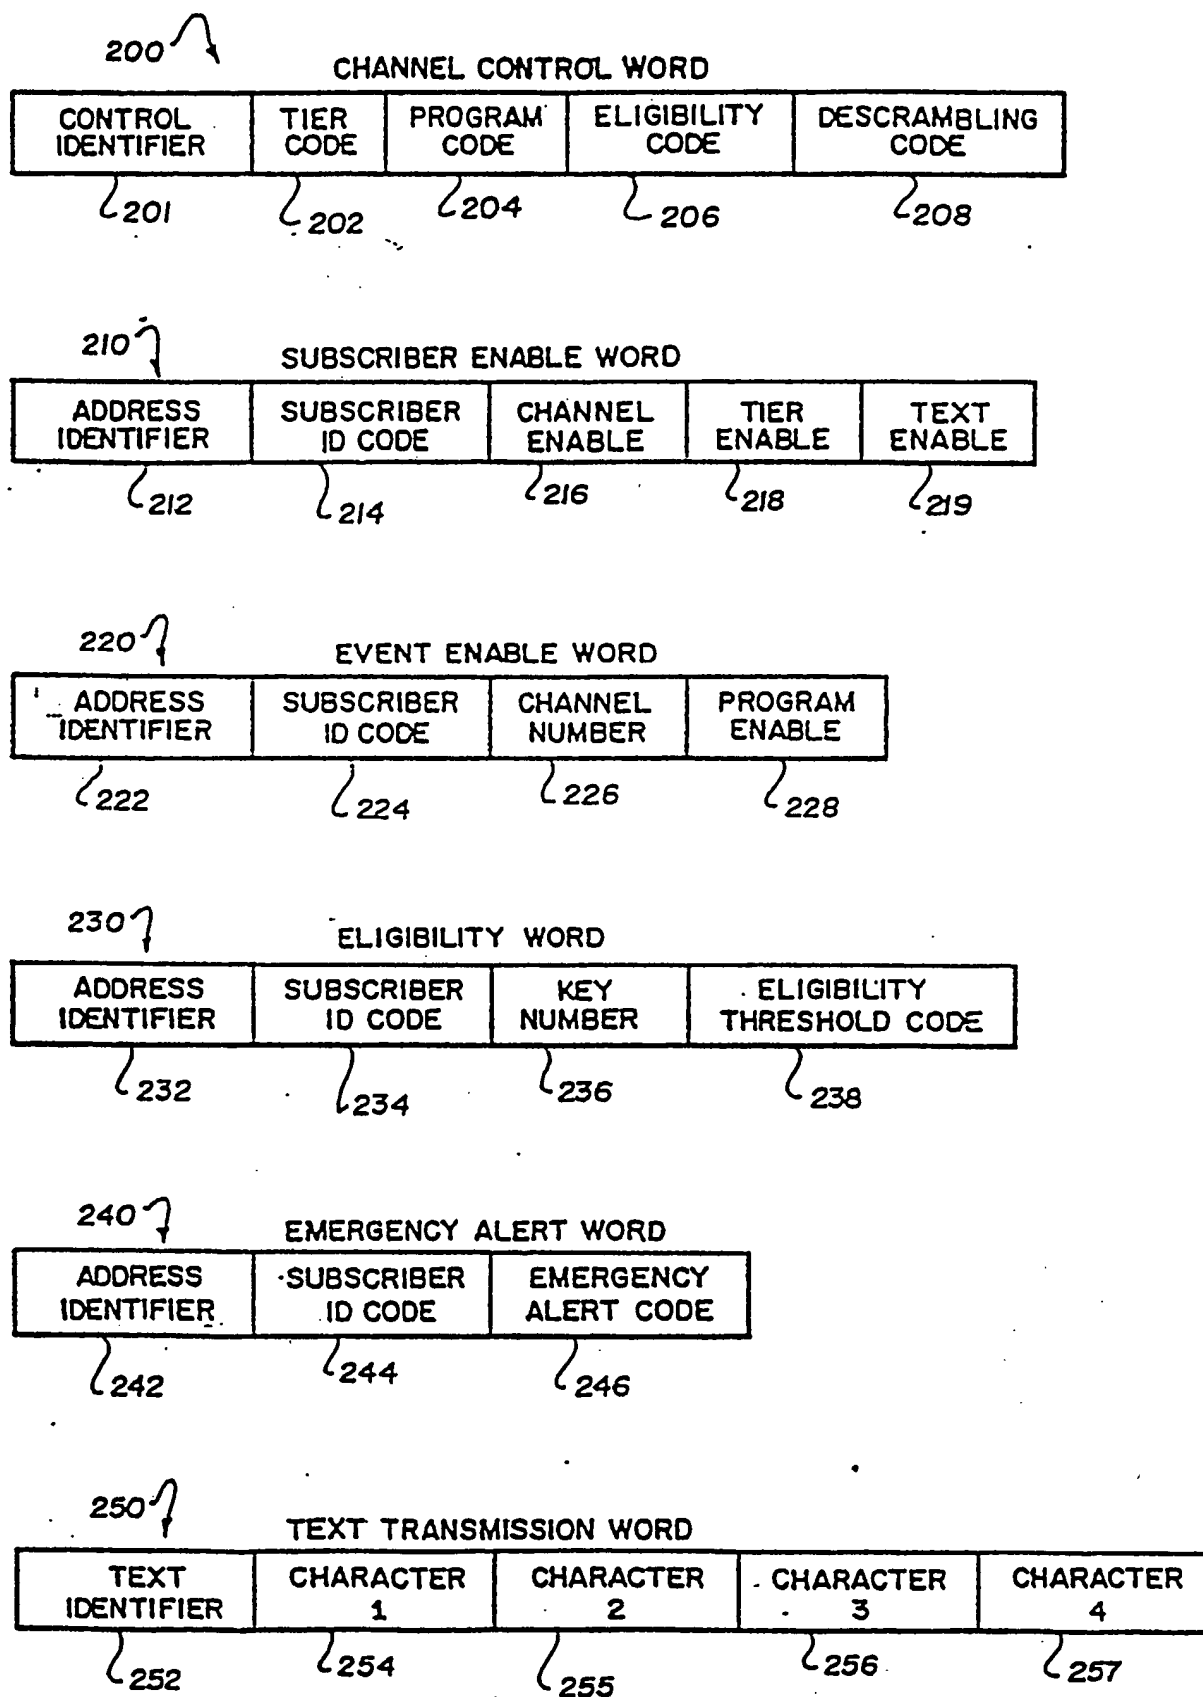 200
CHANNEL CONTROL WORD
CONTROL IDENTIFIER
TIER CODE
PROGRAM CODE
ELIGIBILITY CODE
DESCRAMBLING CODE
201
202
204
206
208
210
SUBSCRIBER ENABLE WORD
ADDRESS IDENTIFIER
SUBSCRIBER ID CODE
CHANNEL ENABLE
TIER ENABLE
TEXT ENABLE
212
214
216
218
219
220
EVENT ENABLE WORD
ADDRESS IDENTIFIER
SUBSCRIBER ID CODE
CHANNEL NUMBER
PROGRAM ENABLE
222
224
226
228
230
ELIGIBILITY WORD
ADDRESS IDENTIFIER
SUBSCRIBER ID CODE
KEY NUMBER
ELIGIBILITY THRESHOLD CODE
232
234
236
238
240
EMERGENCY ALERT WORD
ADDRESS IDENTIFIER
SUBSCRIBER ID CODE
EMERGENCY ALERT CODE
242
244
246
250
TEXT TRANSMISSION WORD
TEXT IDENTIFIER
CHARACTER 1
CHARACTER 2
CHARACTER 3
CHARACTER 4
252
254
255
256
257